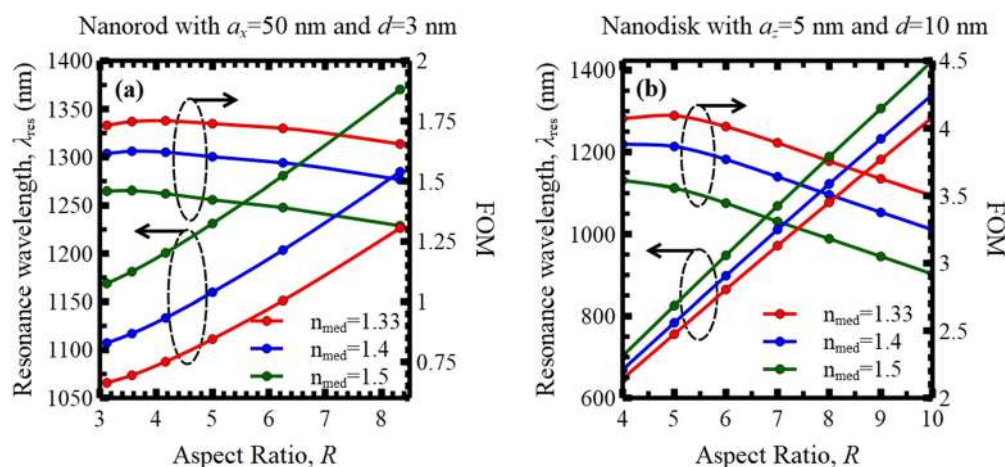 Nanorod with aₓ=50 nm and d=3 nm
(a)
1400
1350
1300
1250
1200
1150
1100
1050
2
1.75
1.5
1.25
1
0.75
3
4
5
6
7
8
Resonance wavelength, λres (nm)
FOM
Aspect Ratio, R
nmed=1.33
nmed=1.4
nmed=1.5
Nanodisk with a_z=5 nm and d=10 nm
(b)
1400
1200
1000
800
600
4.5
4
3.5
3
2.5
2
4
5
6
7
8
9
10
Resonance wavelength, λres (nm)
FOM
Aspect Ratio, R
nmed=1.33
nmed=1.4
nmed=1.5